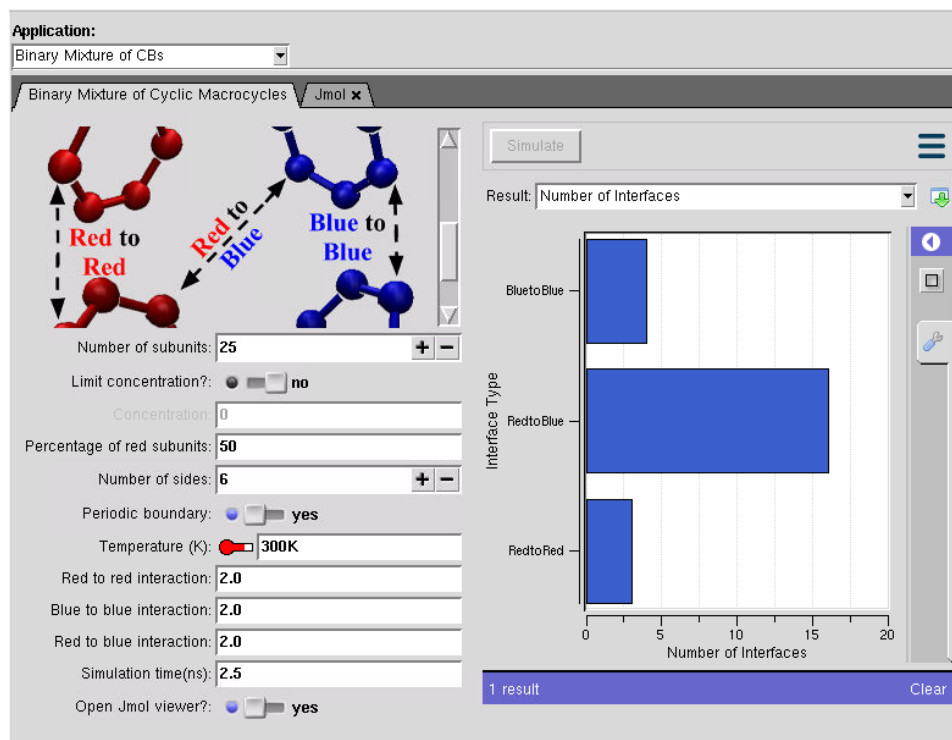 Application:
Binary Mixture of CBs
Binary Mixture of Cyclic Macrocycles
Jmol
Red to
Red
Red to
Blue
Blue to
Blue
Number of subunits: 25
Limit concentration?: no
Concentration: 0
Percentage of red subunits: 50
Number of sides: 6
Periodic boundary: yes
Temperature (K): 300K
Red to red interaction: 2.0
Blue to blue interaction: 2.0
Red to blue interaction: 2.0
Simulation time(ns): 2.5
Open Jmol viewer?: yes
Simulate
Result: Number of Interfaces
Interface Type
BluetoBlue
RedtoBlue
RedtoRed
0 5 10 15 20
Number of Interfaces
1 result
Clear